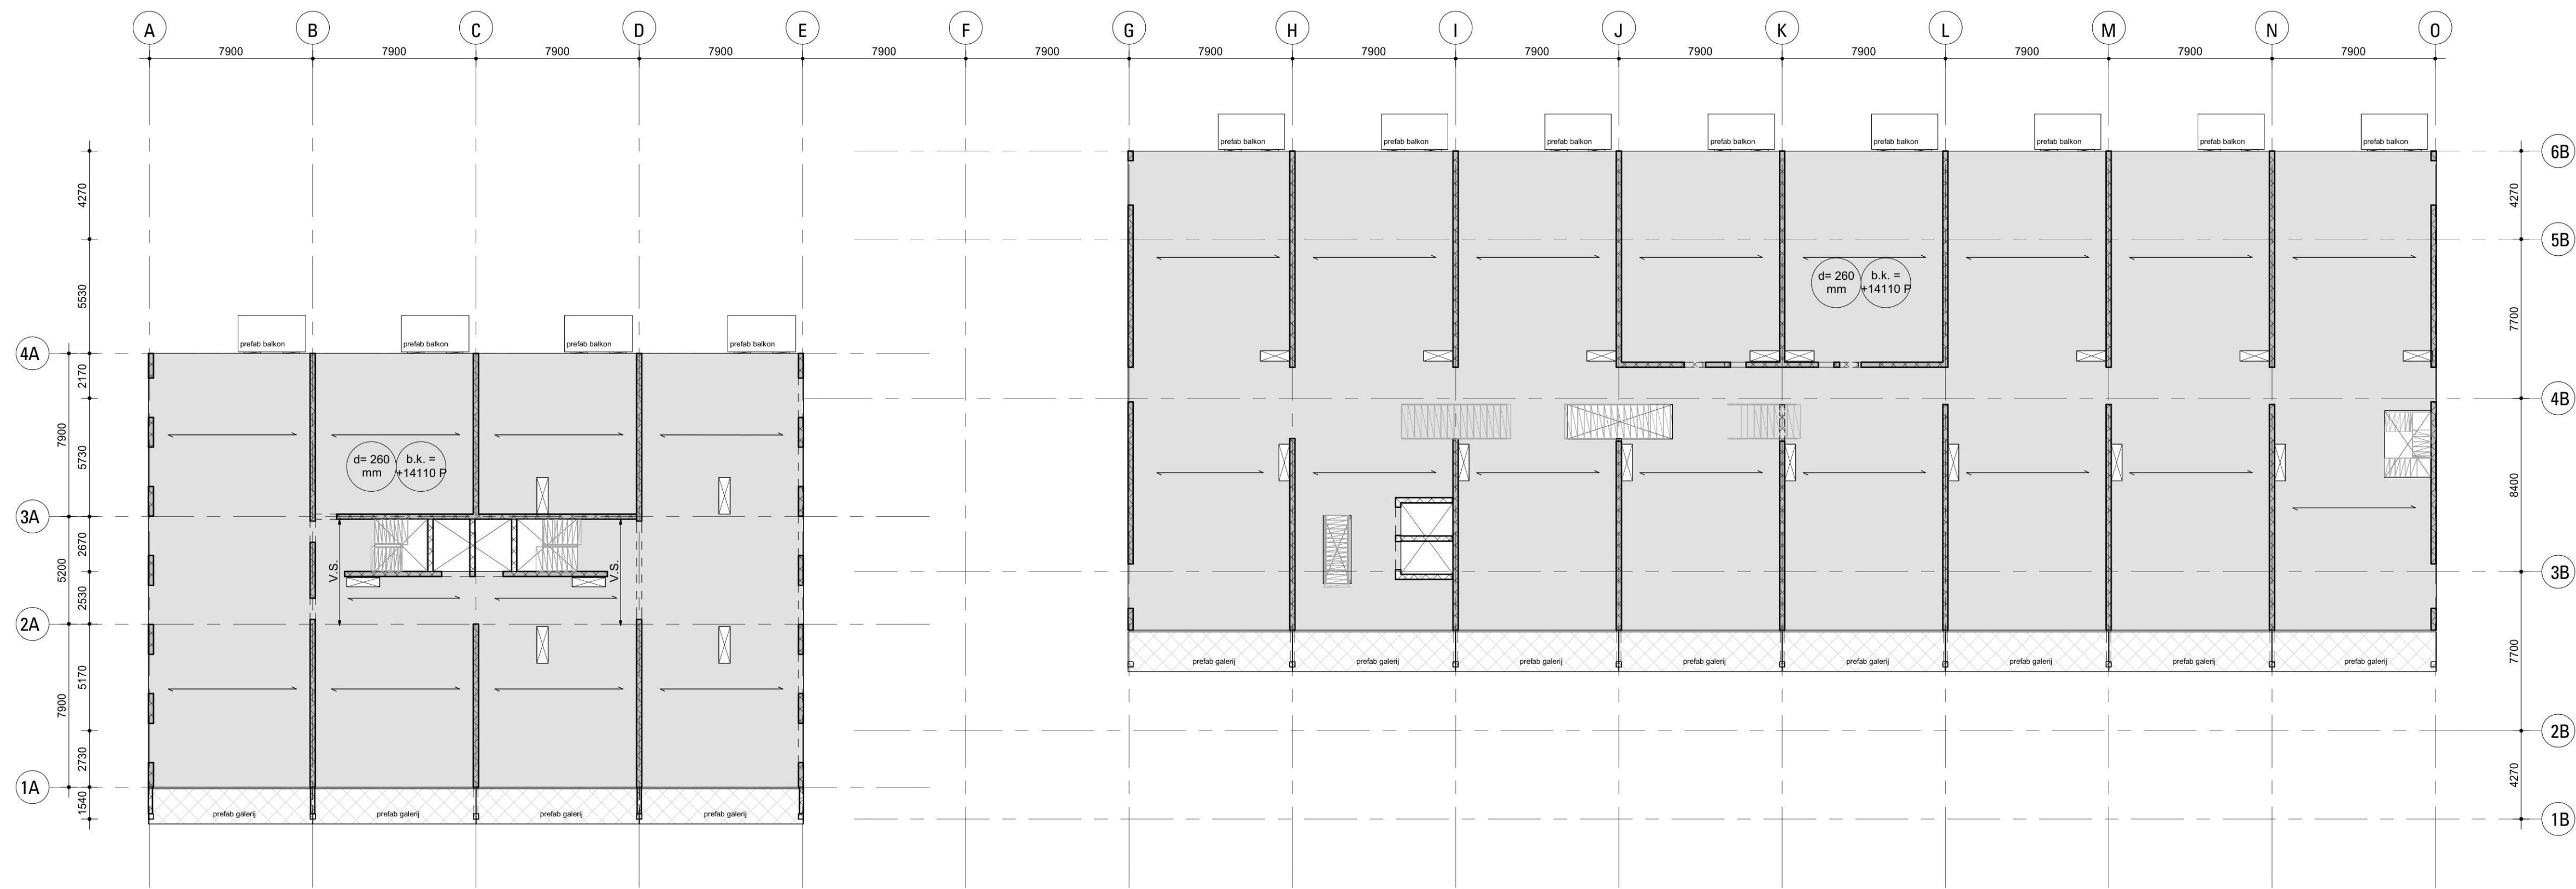 A B C D E F G H I J K L M N O
7900 7900 7900 7900 7900 7900 7900 7900 7900 7900 7900 7900 7900 7900
prefab balkon prefab balkon prefab balkon prefab balkon prefab balkon prefab balkon prefab balkon prefab balkon
6B
4270
4270
5B
d= 260 mm
b.k. = +14110 P
5530
7700
prefab balkon prefab balkon prefab balkon prefab balkon
4A
2170
4B
7900
5730
d= 260 mm
b.k. = +14110 P
8400
3A
2670
5200
V.S.
V.S.
3B
2530
2A
7700
prefab galerij prefab galerij prefab galerij prefab galerij prefab galerij prefab galerij prefab galerij prefab galerij
5170
7900
2B
2730
4270
1A
1540
prefab galerij prefab galerij prefab galerij prefab galerij
1B